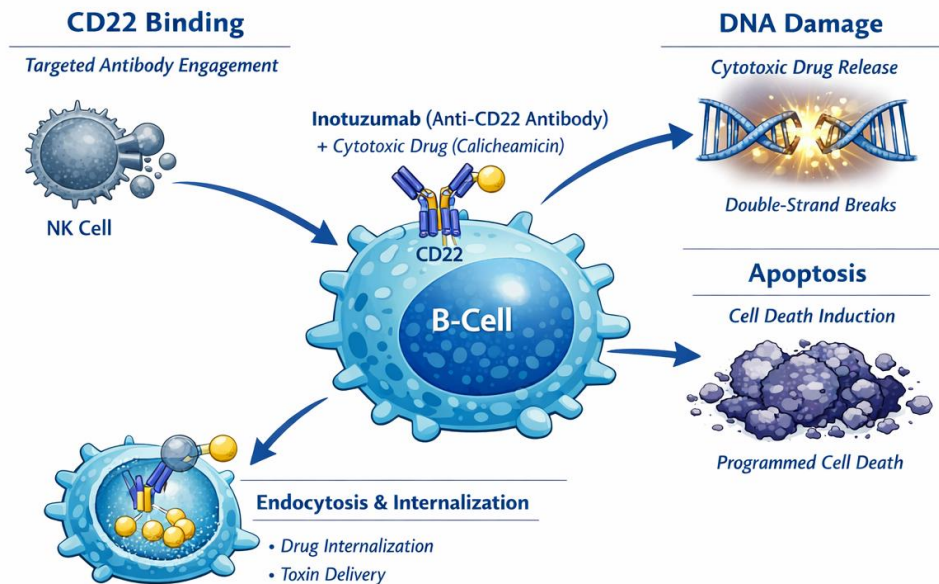 CD22 Binding
Targeted Antibody Engagement
NK Cell
Inotuzumab (Anti-CD22 Antibody)
+ Cytotoxic Drug (Calicheamicin)
CD22
B-Cell
DNA Damage
Cytotoxic Drug Release
Double-Strand Breaks
Apoptosis
Cell Death Induction
Programmed Cell Death
Endocytosis & Internalization
• Drug Internalization
• Toxin Delivery